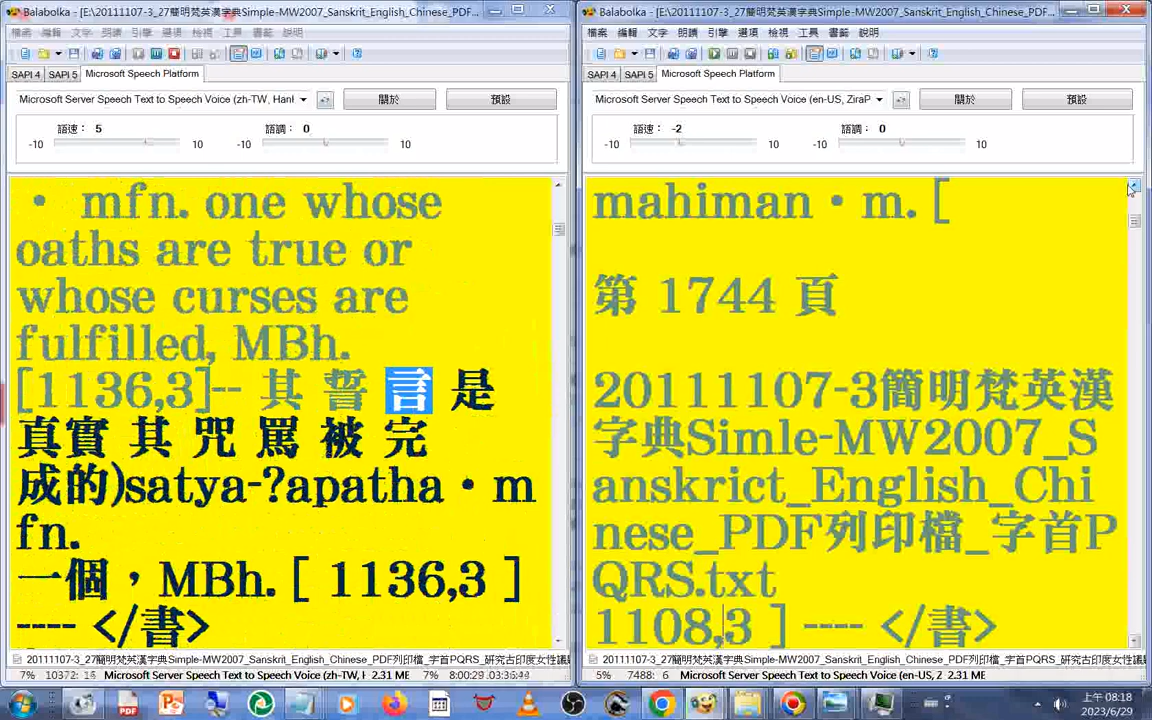 Balabolka - [E:\20111107-3_27簡明梵英漢字典Simple-MW2007_Sanskrit_English_Chinese_PDF...
檔案 編輯 文字 朗讀 引擎 選項 檢視 工具 書籤 說明
SAPI 4 SAPI 5 Microsoft Speech Platform
Microsoft Server Speech Text to Speech Voice (zh-TW, Hanl
關於 預設
語速： 5 語調： 0
-10 10 -10 10
• mfn. one whose
oaths are true or
whose curses are
fulfilled, MBh.
[1136,3]-- 其 誓 言 是
真實 其 咒 罵 被 完
成的)satya-?apatha • m
fn.
一個，MBh. [ 1136,3 ]
---- </書>
20111107-3_27簡明梵英漢字典Simple-MW2007_Sanskrit_English_Chinese_PDF列印檔_字首PQRS_研究古印度女性議
7% 10372: 16 Microsoft Server Speech Text to Speech Voice (zh-TW, H 2.31 ME 7% 8:00:29.03:36:48
Balabolka - [E:\20111107-3_27簡明梵英漢字典Simple-MW2007_Sanskrit_English_Chinese_PDF...
檔案 編輯 文字 朗讀 引擎 選項 檢視 工具 書籤 說明
SAPI 4 SAPI 5 Microsoft Speech Platform
Microsoft Server Speech Text to Speech Voice (en-US, ZiraP
關於 預設
語速： -2 語調： 0
-10 10 -10 10
mahiman • m. [
第 1744 頁
20111107-3簡明梵英漢
字典Simle-MW2007_S
anskrict_English_Chi
nese_PDF列印檔_字首P
QRS.txt
1108,3 ] ---- </書>
20111107-3_27簡明梵英漢字典Simple-MW2007_Sanskrit_English_Chinese_PDF列印檔_字首PQRS_研究古印度女性議
5% 7488: 6 Microsoft Server Speech Text to Speech Voice (en-US, Z 2.31 ME
上午 08:18
2023/6/29